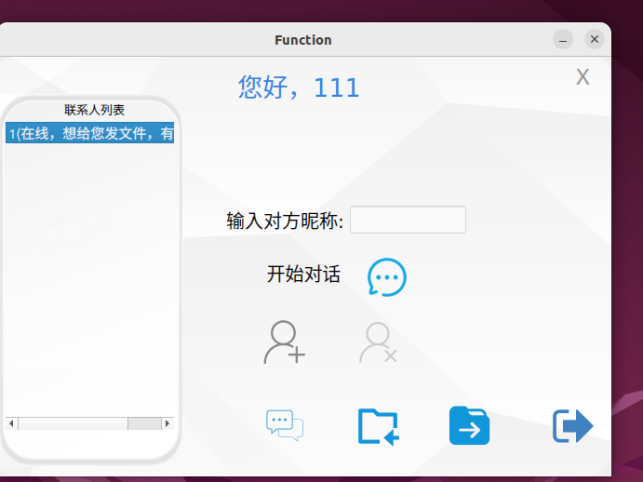 Function
您好，111
X
联系人列表
1(在线，想给您发文件，有
输入对方昵称:
开始对话